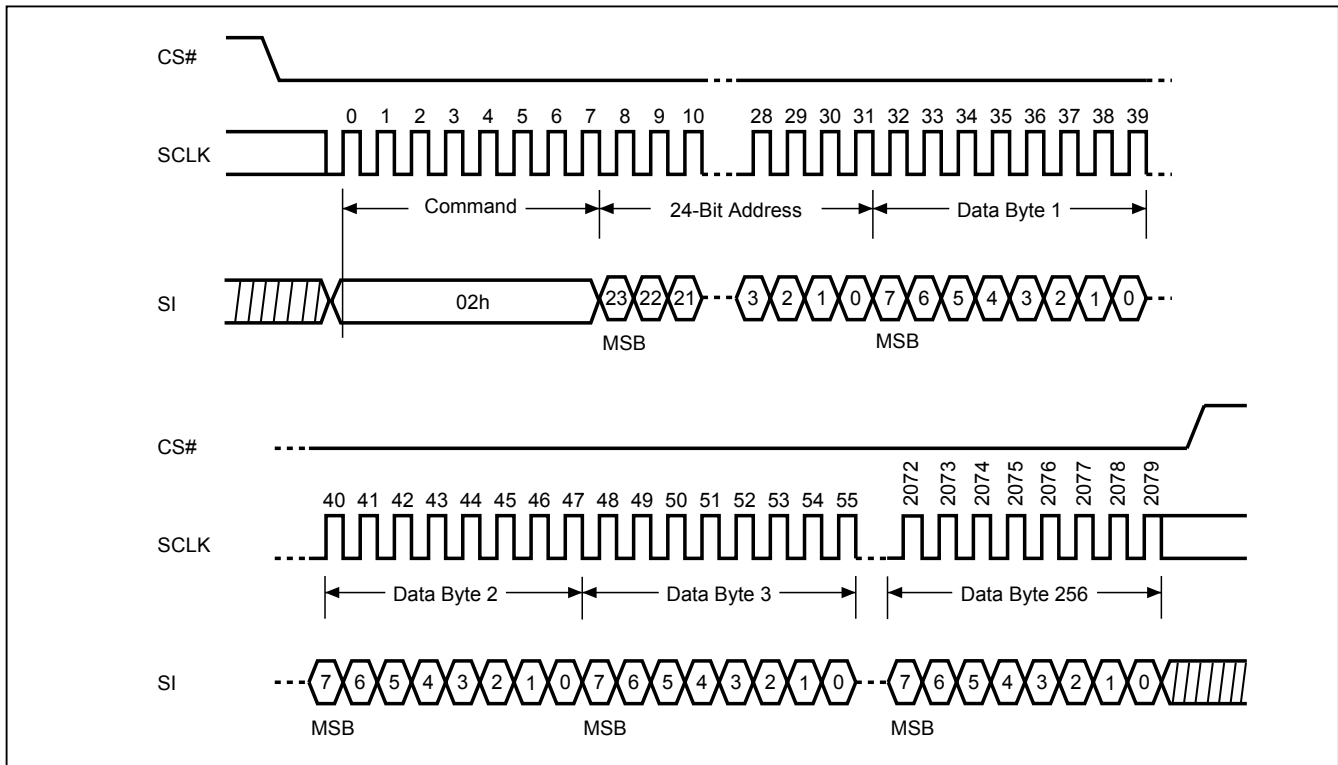 CS#
0 1 2 3 4 5 6 7 8 9 10 28 29 30 31 32 33 34 35 36 37 38 39
SCLK
Command 24-Bit Address Data Byte 1
SI 02h 23 22 21 3 2 1 0 7 6 5 4 3 2 1 0
MSB MSB
CS#
40 41 42 43 44 45 46 47 48 49 50 51 52 53 54 55 2072 2073 2074 2075 2076 2077 2078 2079
SCLK
Data Byte 2 Data Byte 3 Data Byte 256
SI 7 6 5 4 3 2 1 0 7 6 5 4 3 2 1 0 7 6 5 4 3 2 1 0
MSB MSB MSB